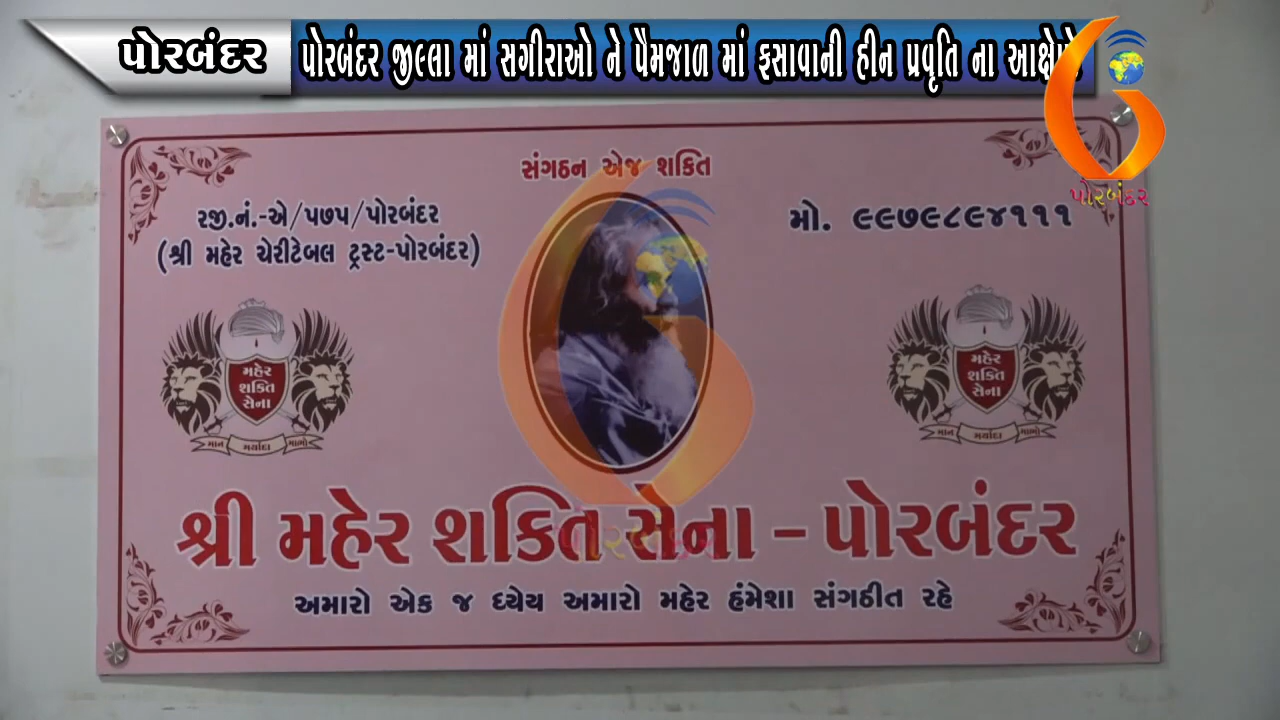 પોરબંદર
પોરબંદર જીલ્લા માં સગીરાઓ ને પ્રેમજાળ માં ફસાવાની હીન પ્રવૃતિ ના
પોરબંદર
સંગઠન એજ શકિત
રજી.નં.-એ/૫૭૫/પોરબંદર
(શ્રી મહેર ચેરીટેબલ ટ્રસ્ટ-પોરબંદર)
મો. ૯૯૭૯૮૯૪૧૧૧
મહેર
શક્તિ
સેના
માન મર્યાદા મોભો
મહેર
શક્તિ
સેના
માન મર્યાદા મોભો
શ્રી મહેર શકિત સેના - પોરબંદર
પોરબંદર
અમારો એક જ ધ્યેય અમારો મહેર હંમેશા સંગઠીત રહે